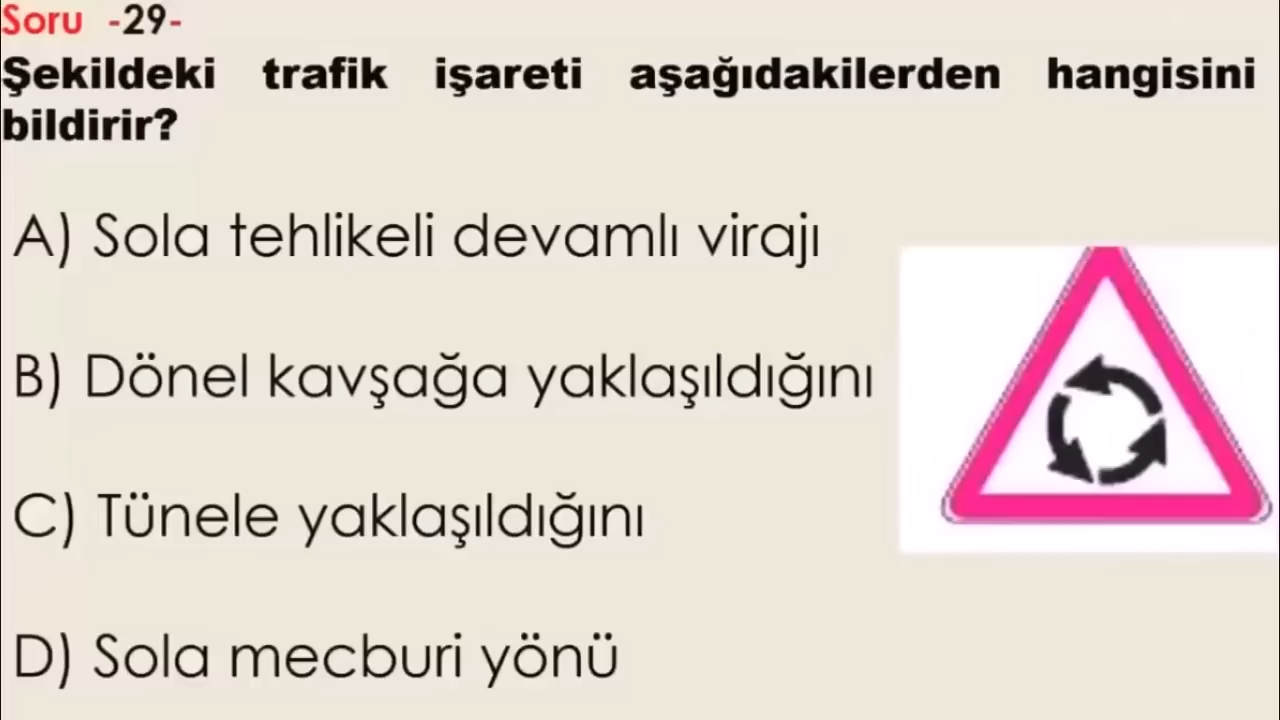 Soru -29-
Şekildeki trafik işareti aşağıdakilerden hangisini
bildirir?
A) Sola tehlikeli devamlı virajı
B) Dönel kavşağa yaklaşıldığını
C) Tünele yaklaşıldığını
D) Sola mecburi yönü